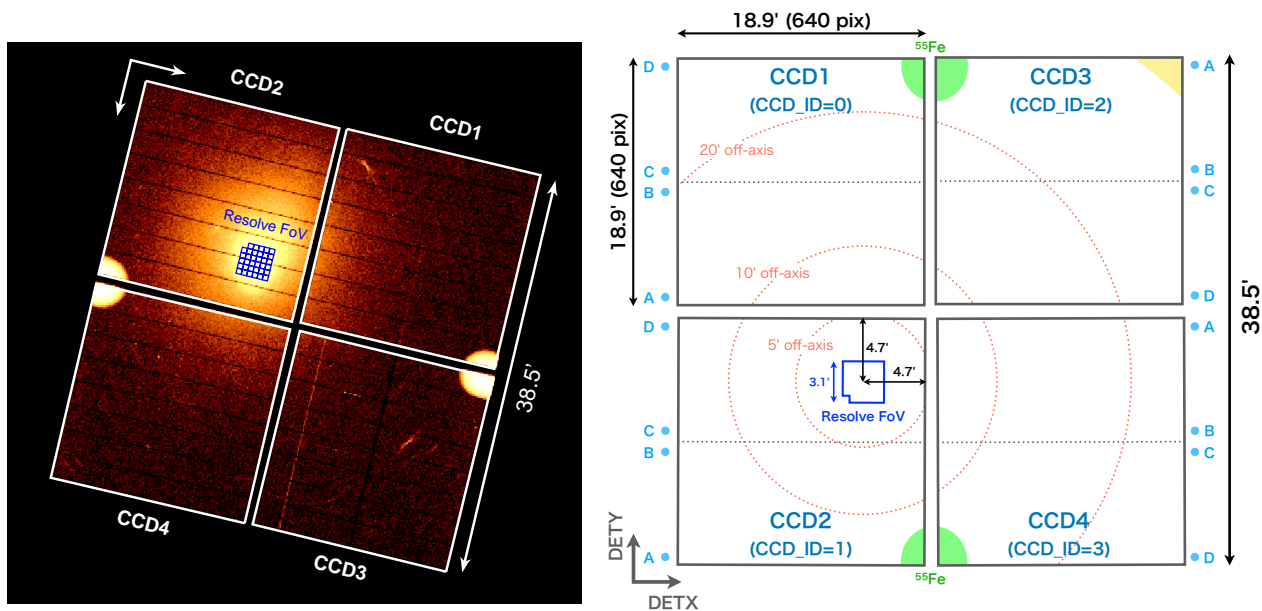 CCD2
CCD1
Resolve FoV
38.5'
CCD4
CCD3
18.9' (640 pix)
55Fe
D
CCD1
CCD3
A
(CCD_ID=0)
(CCD_ID=2)
18.9' (640 pix)
20' off-axis
C
B
B
C
10' off-axis
A
D
38.5'
D
A
5' off-axis
4.7'
3.1'
4.7'
Resolve FoV
C
B
B
C
DETY
CCD2
CCD4
(CCD_ID=1)
(CCD_ID=3)
A
D
55Fe
DETX